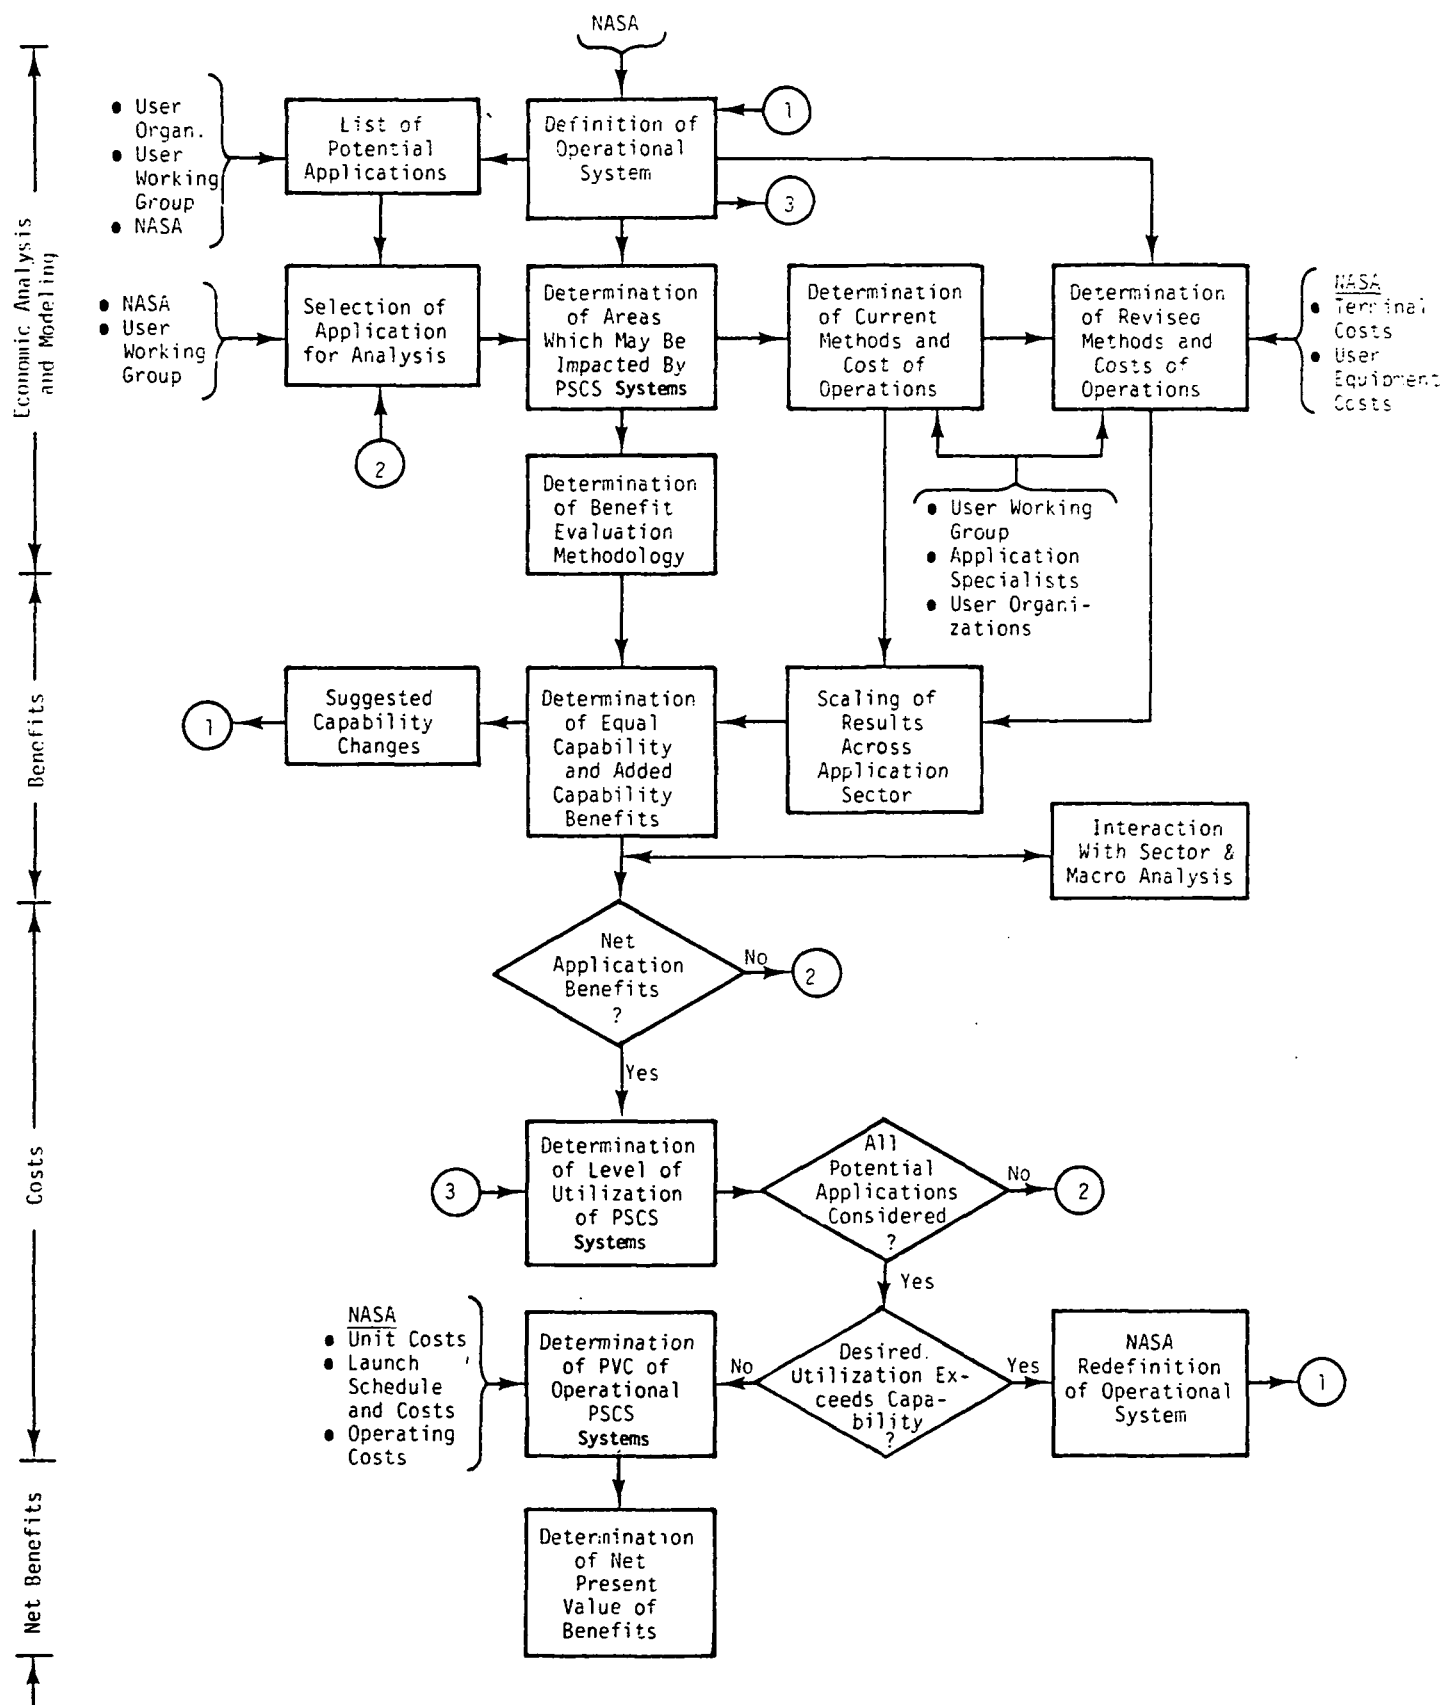 NASA
● User
Organ.
● User
Working
Group
● NASA
List of
Potential
Applications
Definition of
Operational
System
1
3
● NASA
● User
Working
Group
Selection of
Application
for Analysis
2
Determination
of Areas
Which May Be
Impacted By
PSCS Systems
Determination
of Current
Methods and
Cost of
Operations
Determination
of Revised
Methods and
Costs of
Operations
NASA
● Terminal
Costs
● User
Equipment
Costs
Economic Analysis
and Modeling
Determination
of Benefit
Evaluation
Methodology
● User Working
Group
● Application
Specialists
● User Organi-
zations
Benefits
1
Suggested
Capability
Changes
Determination
of Equal
Capability
and Added
Capability
Benefits
Scaling of
Results
Across
Application
Sector
Interaction
With Sector &
Macro Analysis
Net
Application
Benefits
?
No
2
Yes
Costs
3
Determination
of Level of
Utilization
of PSCS
Systems
All
Potential
Applications
Considered
?
No
2
Yes
NASA
● Unit Costs
● Launch
Schedule
and Costs
● Operating
Costs
Determination
of PVC of
Operational
PSCS
Systems
No
Desired
Utilization Ex-
ceeds Capa-
bility
?
Yes
NASA
Redefinition
of Operational
System
1
Net Benefits
Determination
of Net
Present
Value of
Benefits